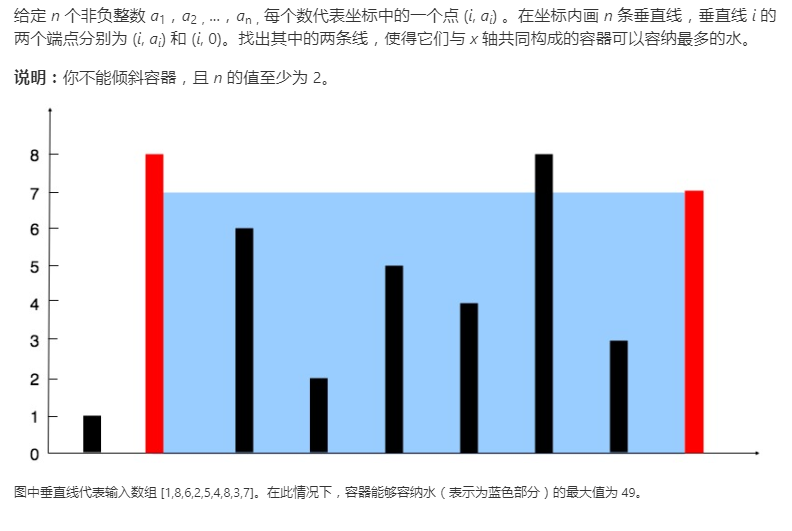 给定 n 个非负整数 a1，a2，...，an，每个数代表坐标中的一个点 (i, ai) 。在坐标内画 n 条垂直线，垂直线 i 的
两个端点分别为 (i, ai) 和 (i, 0)。找出其中的两条线，使得它们与 x 轴共同构成的容器可以容纳最多的水。
说明：你不能倾斜容器，且 n 的值至少为 2。
8
7
6
5
4
3
2
1
0
图中垂直线代表输入数组 [1,8,6,2,5,4,8,3,7]。在此情况下，容器能够容纳水（表示为蓝色部分）的最大值为 49。